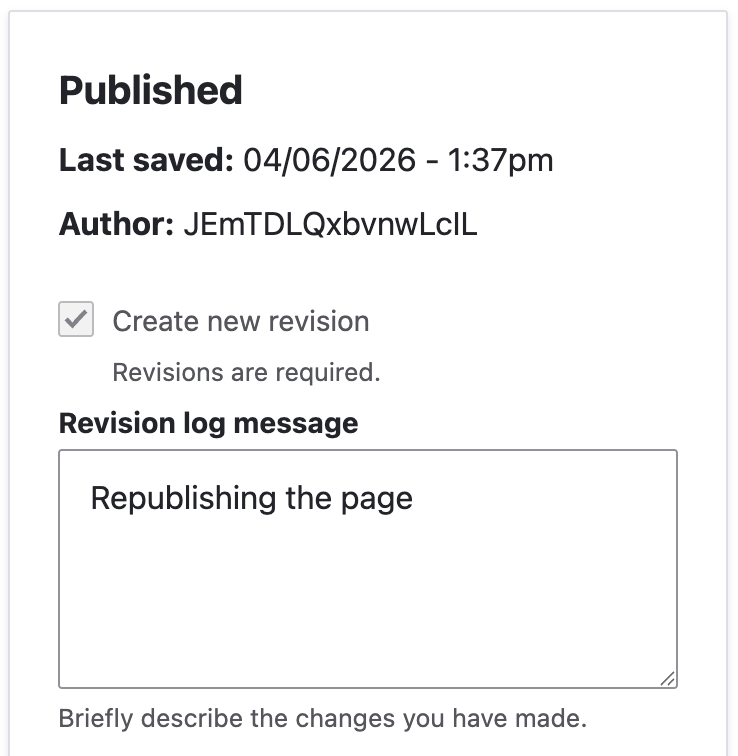 Published
Last saved: 04/06/2026 - 1:37pm
Author: JEmTDLQxbvnwLcIL
Create new revision
Revisions are required.
Revision log message
Republishing the page
Briefly describe the changes you have made.